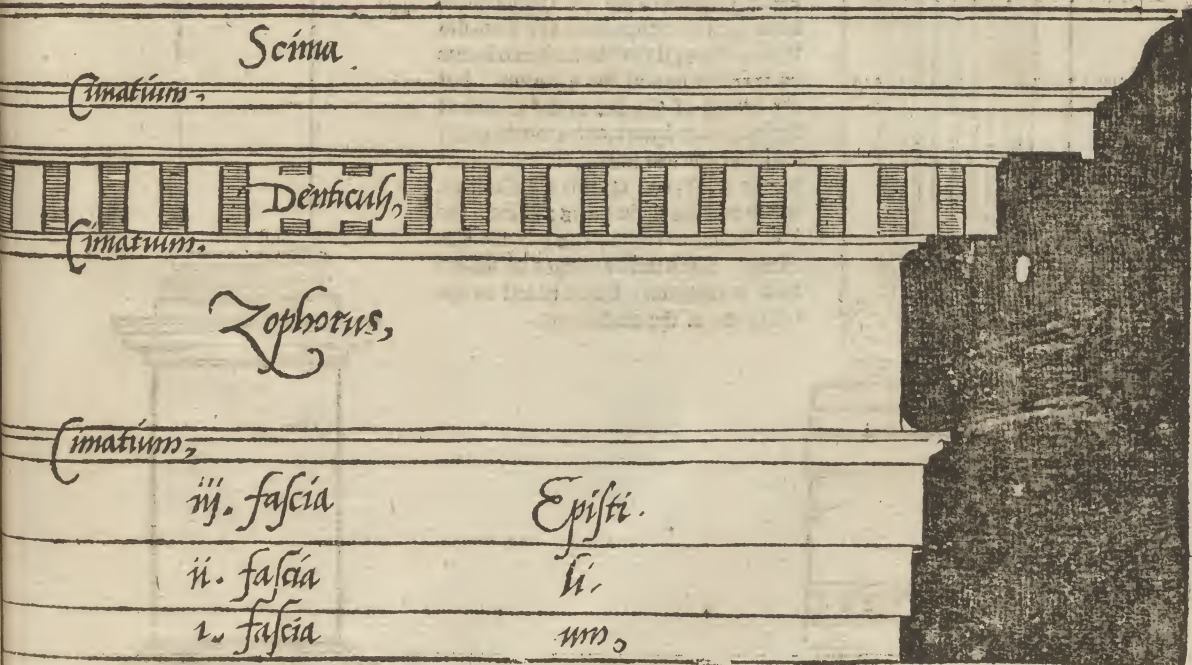 Scima
Cimatium,
Denticuli,
Cimatium.
Zophorus,
Cimatium,
iij. faſcia Epiſti.
ii. faſcia li.
i. faſcia um,